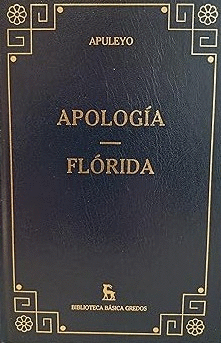 APULEYO
APOLOGÍA
FLÓRIDA
BIBLIOTECA BÁSICA GREDOS